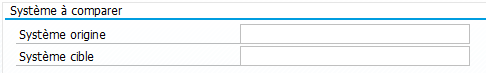 Système à comparer
Système origine
Système cible